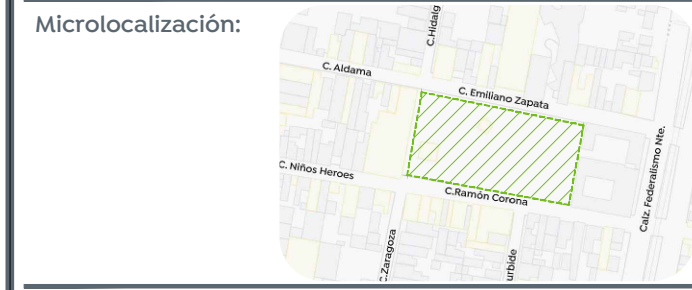 Microlocalización:
C. Hidalg
C. Aldama
C. Emiliano Zapata
Calz. Federalismo Nte.
C. Niños Heroes
C.Ramón Corona
C.Zaragoza
urbide